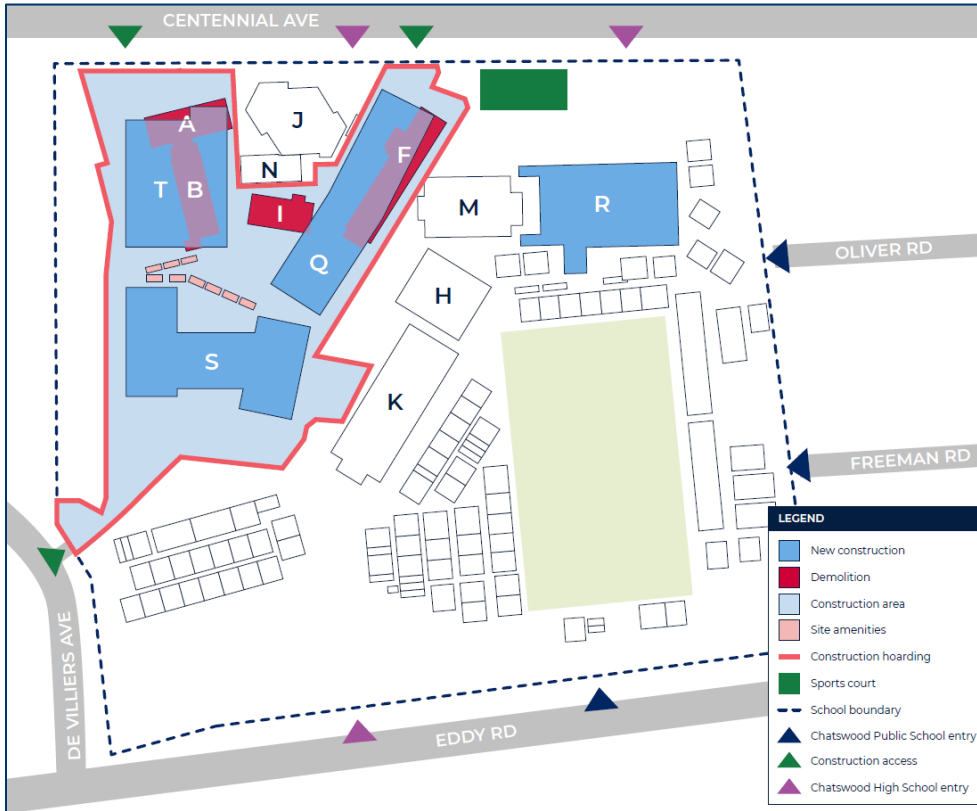 CENTENNIAL AVE
A
J
F
N
T
B
I
M
R
Q
H
OLIVER RD
S
K
FREEMAN RD
DE VILLIERS AVE
EDDY RD
LEGEND
New construction
Demolition
Construction area
Site amenities
Construction hoarding
Sports court
School boundary
Chatswood Public School entry
Construction access
Chatswood High School entry